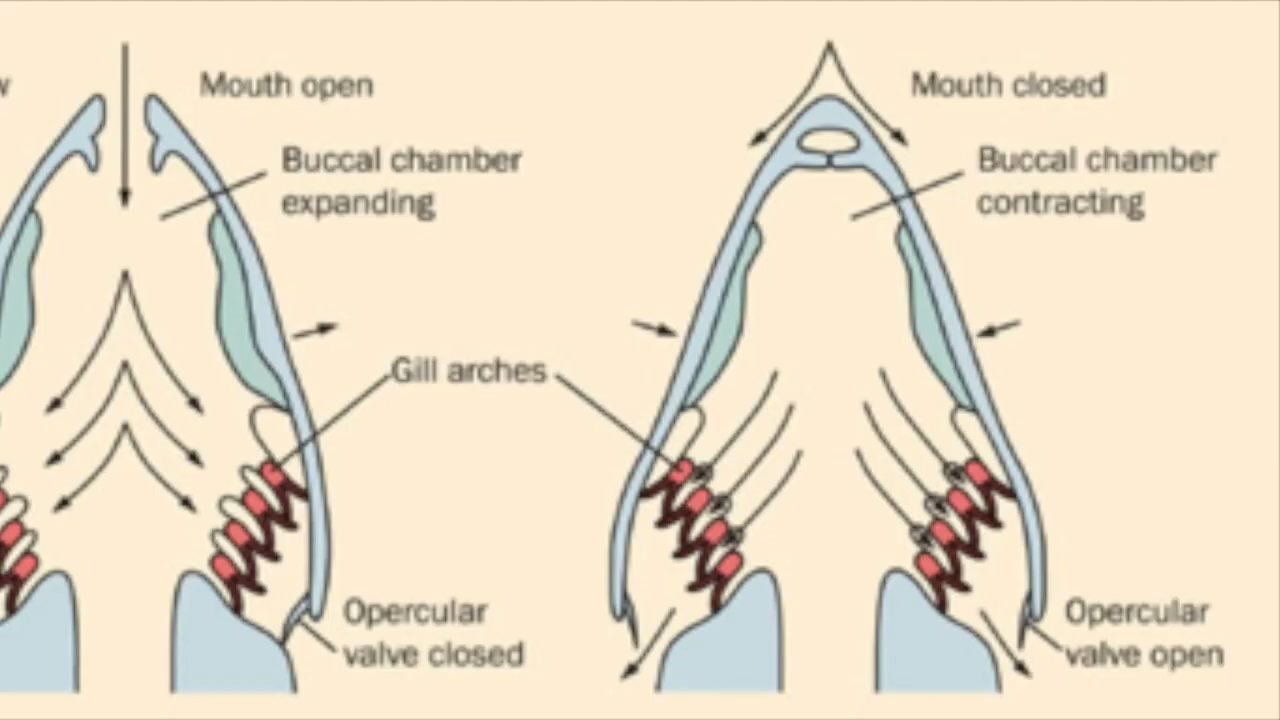 Mouth open
Buccal chamber
expanding
Gill arches
Opercular
valve closed
Mouth closed
Buccal chamber
contracting
Opercular
valve open